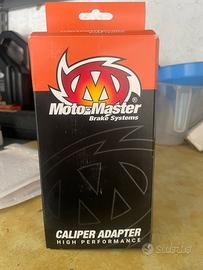 Moto-Master
Brake Systems
CALIPER ADAPTER
HIGH PERFORMANCE
Subito.it